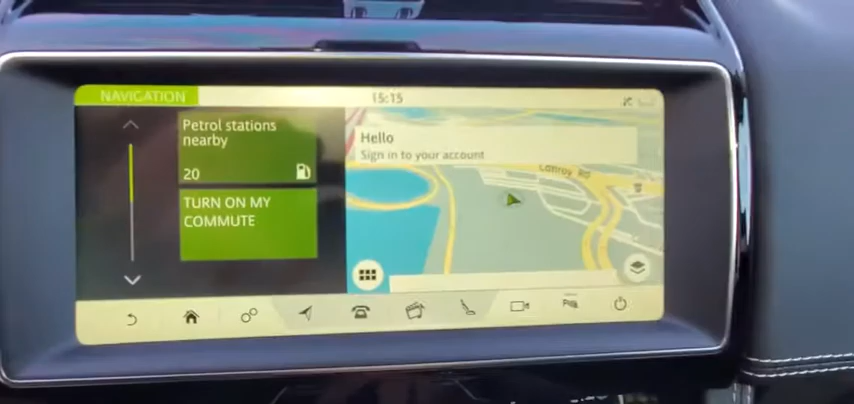 NAVIGATION
15:15
Petrol stations
nearby
20
TURN ON MY
COMMUTE
Hello
Sign in to your account
Conroy Rd